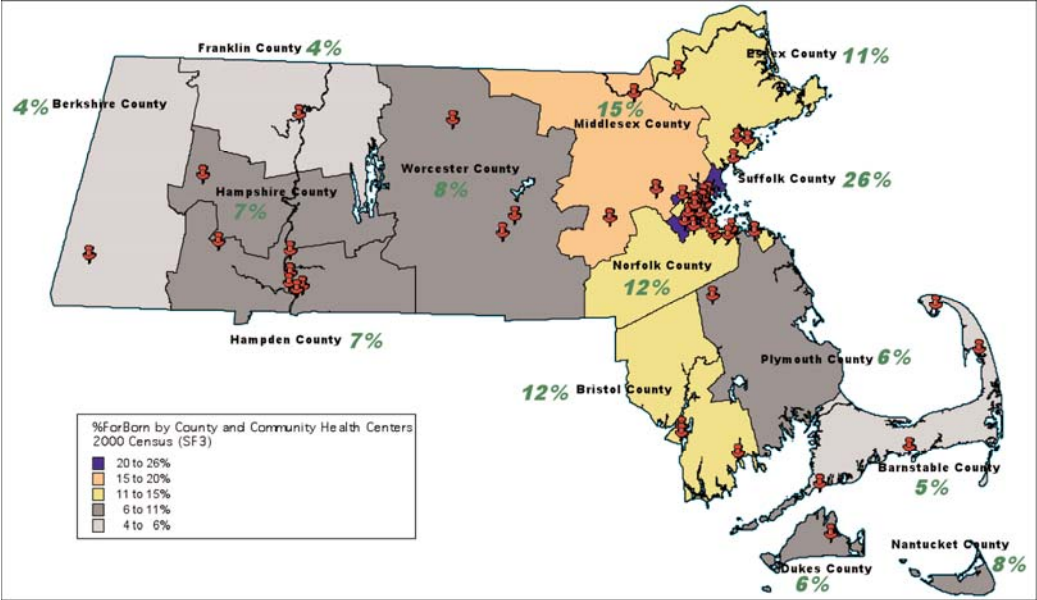 Franklin County 4%
Essex County 11%
4% Berkshire County
15%
Middlesex County
Worcester County
8%
Suffolk County 26%
Hampshire County
7%
Norfolk County
12%
Hampden County 7%
Plymouth County 6%
12% Bristol County
%ForBorn by County and Community Health Centers
2000 Census (SF3)
20 to 26%
15 to 20%
11 to 15%
6 to 11%
4 to 6%
Barnstable County
5%
Nantucket County
8%
Dukes County
6%